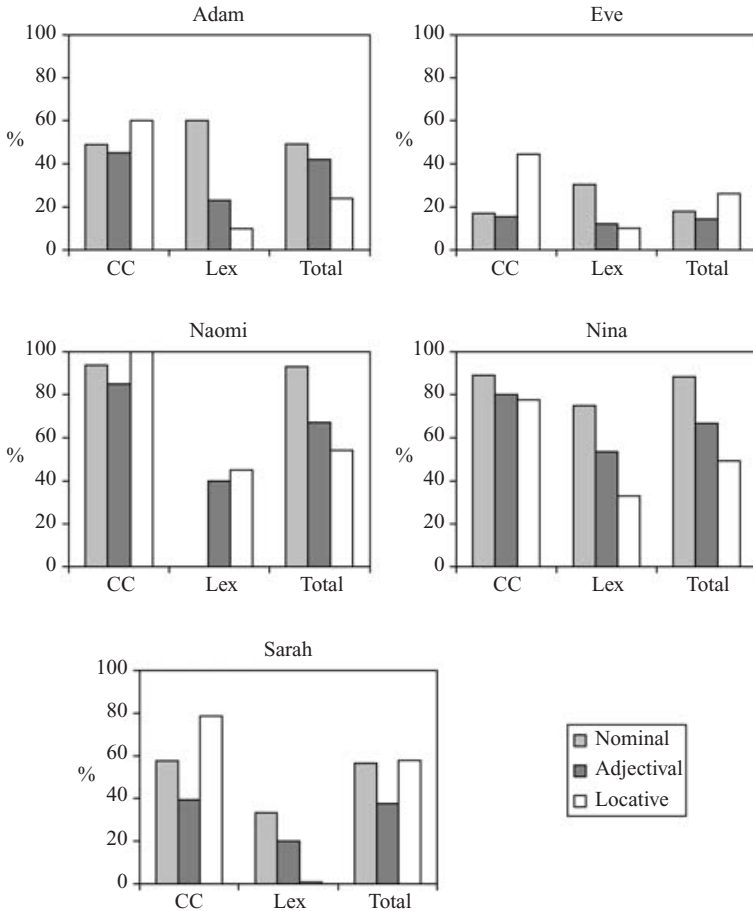 Adam
100
80
60
%
40
20
0
CC Lex Total
Eve
100
80
60
%
40
20
0
CC Lex Total
Naomi
100
80
60
%
40
20
0
CC Lex Total
Nina
100
80
60
%
40
20
0
CC Lex Total
Sarah
100
80
60
%
40
20
0
CC Lex Total
Nominal
Adjectival
Locative